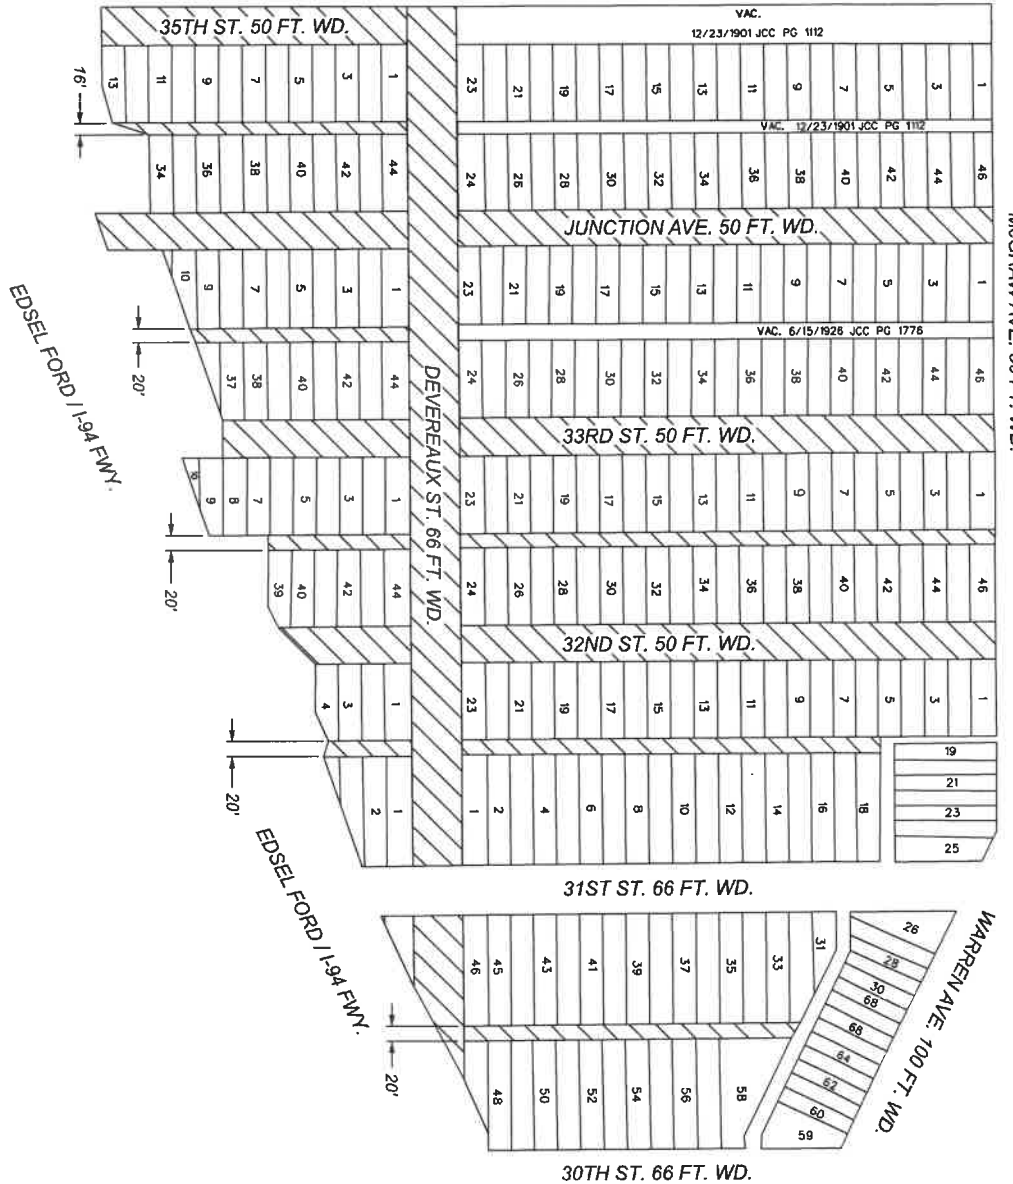 35TH ST. 50 FT. WD.
VAC.
12/23/1901 JCC PG 1112
13 11 9 7 5 3 1
23 21 19 17 15 13 11 9 7 5 3 1
16'
VAC. 12/23/1901 JCC PG 1112
34 36 38 40 42 44
24 26 28 30 32 34 36 38 40 42 44 46
JUNCTION AVE. 50 FT. WD.
10 9 7 5 3 1
23 21 19 17 15 13 11 9 7 5 3 1
20'
VAC. 6/15/1926 JCC PG 1776
37 38 40 42 44
24 26 28 30 32 34 36 38 40 42 44 46
EDSEL FORD / I-94 FWY.
DEVEREAUX ST. 66 FT. WD.
33RD ST. 50 FT. WD.
10 9 8 7 5 3 1
23 21 19 17 15 13 11 9 7 5 3 1
20'
39 40 42 44
24 26 28 30 32 34 36 38 40 42 44 46
32ND ST. 50 FT. WD.
4 3 1
23 21 19 17 15 13 11 9 7 5 3 1
20'
2 1
1 2 4 6 8 10 12 14 16 18
19
21
23
25
EDSEL FORD / I-94 FWY.
31ST ST. 66 FT. WD.
46 45 43 41 39 37 35 33 31
26
28
30
68
68
64
62
60
59
WARREN AVE. 100 FT. WD.
20'
48 50 52 54 56 58
30TH ST. 66 FT. WD.